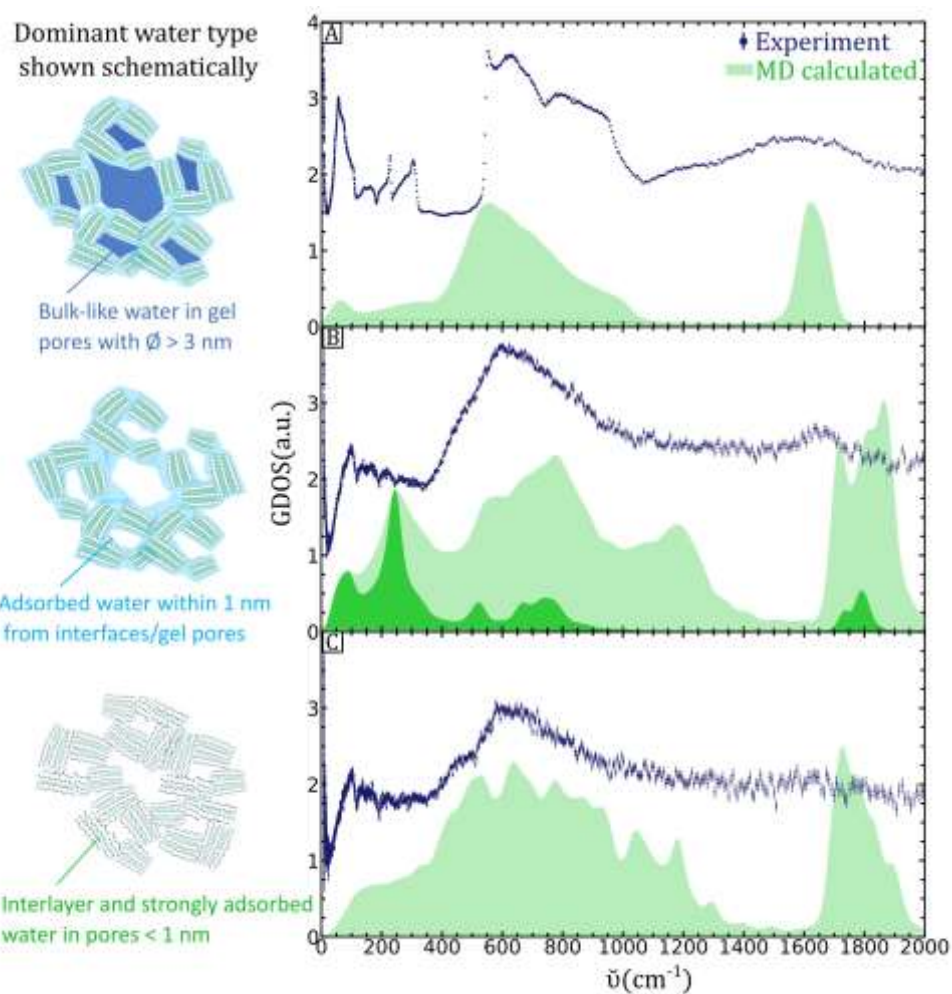 Dominant water type
shown schematically
Bulk-like water in gel
pores with Ø > 3 nm
Adsorbed water within 1 nm
from interfaces/gel pores
Interlayer and strongly adsorbed
water in pores < 1 nm
A
Experiment
MD calculated
4
3
2
1
0
B
3
2
1
0
C
3
2
1
0
GDOS(a.u.)
0 200 400 600 800 1000 1200 1400 1600 1800 2000
ῠ(cm⁻¹)